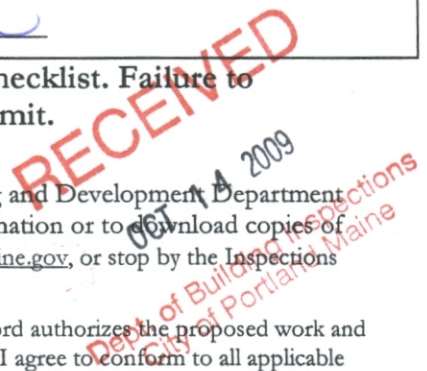 necklist. Failure to
mit.
RECEIVED
OCT 14 2009
and Development Department
nation or to download copies of
ine.gov, or stop by the Inspections
Dept. of Building Inspections
City of Portland Maine
ord authorizes the proposed work and
I agree to conform to all applicable